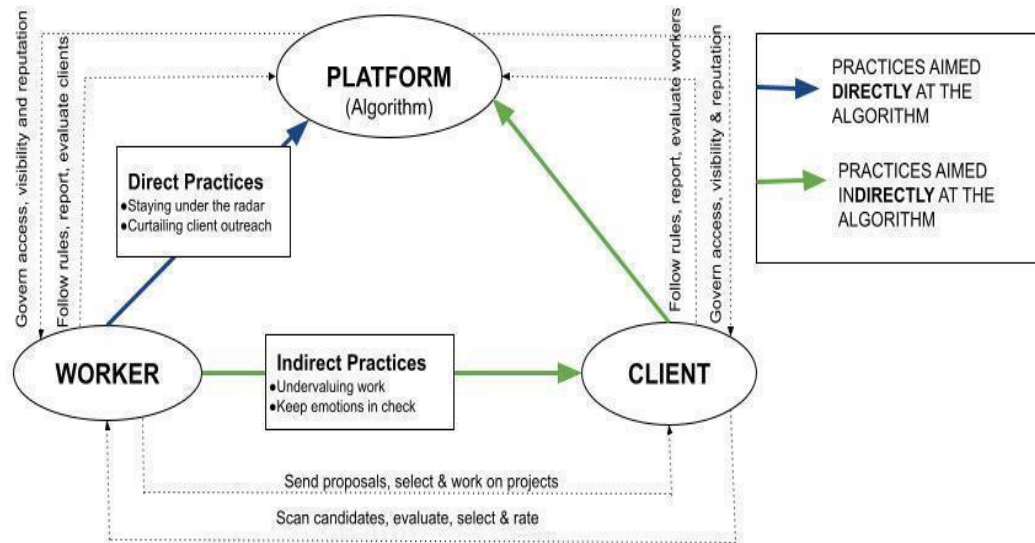 PLATFORM
(Algorithm)
Govern access, visibility and reputation
Follow rules, report, evaluate clients
Direct Practices
●Staying under the radar
●Curtailing client outreach
Follow rules, report, evaluate workers
Govern access, visibility & reputation
PRACTICES AIMED
DIRECTLY AT THE
ALGORITHM
PRACTICES AIMED
INDIRECTLY AT THE
ALGORITHM
WORKER
Indirect Practices
●Undervaluing work
●Keep emotions in check
CLIENT
Send proposals, select & work on projects
Scan candidates, evaluate, select & rate